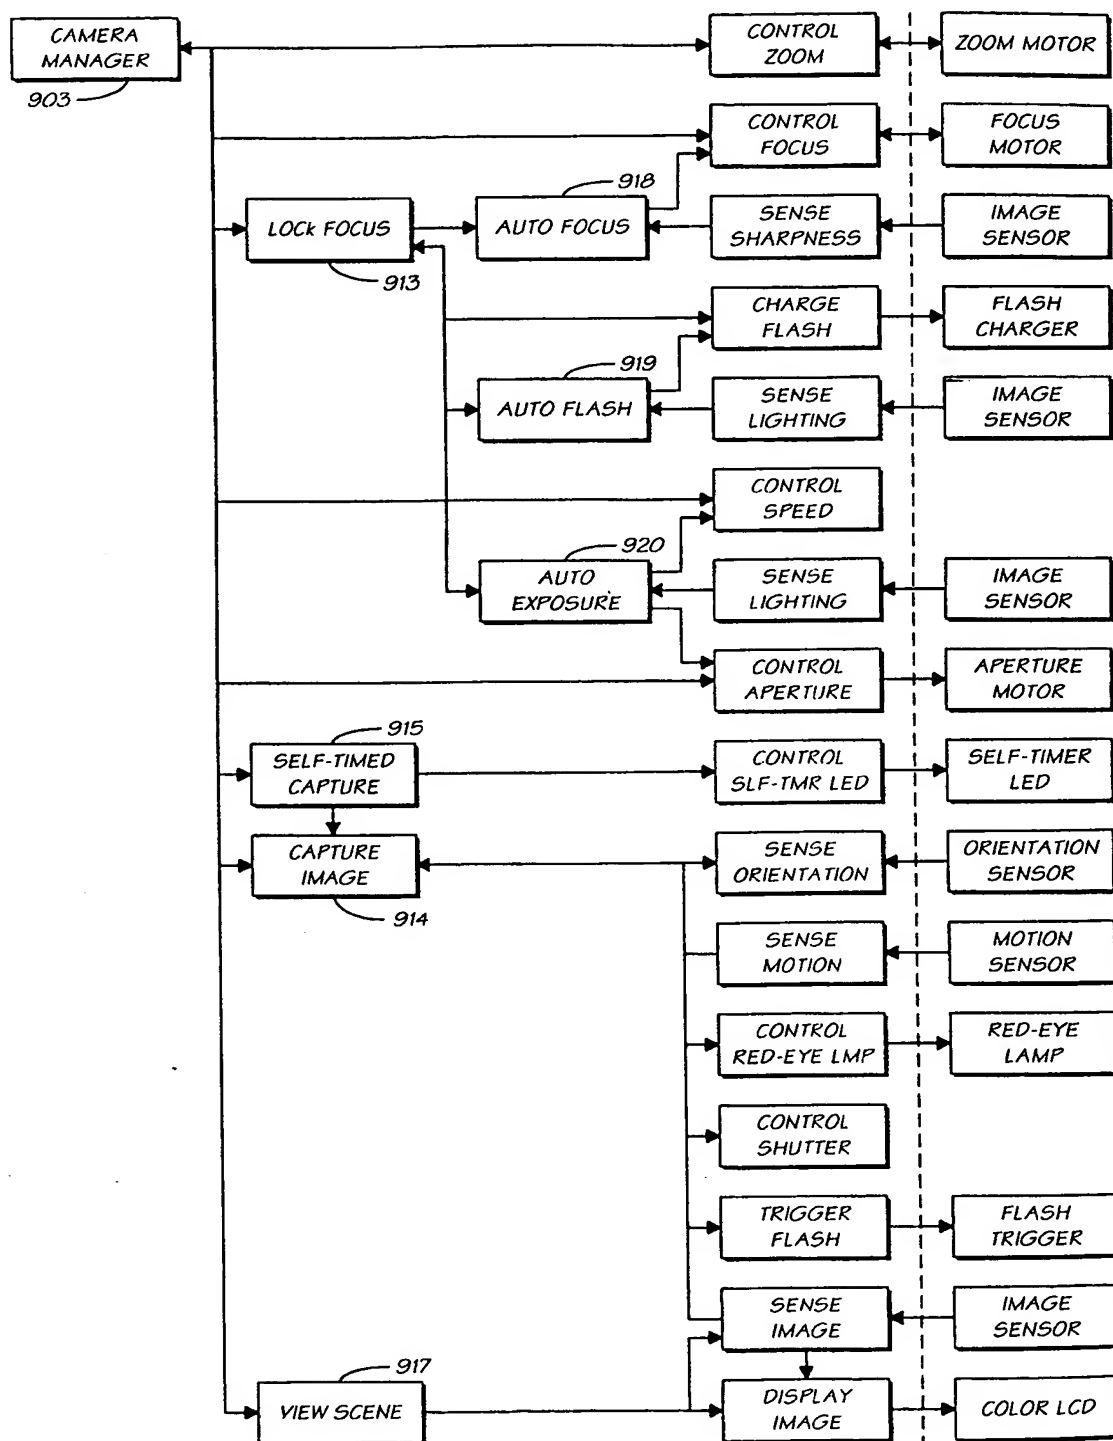 CAMERA
MANAGER
903
CONTROL
ZOOM
ZOOM MOTOR
CONTROL
FOCUS
FOCUS
MOTOR
918
LOCK FOCUS
913
AUTO FOCUS
SENSE
SHARPNESS
IMAGE
SENSOR
CHARGE
FLASH
FLASH
CHARGER
919
AUTO FLASH
SENSE
LIGHTING
IMAGE
SENSOR
CONTROL
SPEED
920
AUTO
EXPOSURE
SENSE
LIGHTING
IMAGE
SENSOR
CONTROL
APERTURE
APERTURE
MOTOR
915
SELF-TIMED
CAPTURE
CONTROL
SLF-TMR LED
SELF-TIMER
LED
CAPTURE
IMAGE
914
SENSE
ORIENTATION
ORIENTATION
SENSOR
SENSE
MOTION
MOTION
SENSOR
CONTROL
RED-EYE LMP
RED-EYE
LAMP
CONTROL
SHUTTER
TRIGGER
FLASH
FLASH
TRIGGER
SENSE
IMAGE
IMAGE
SENSOR
917
VIEW SCENE
DISPLAY
IMAGE
COLOR LCD